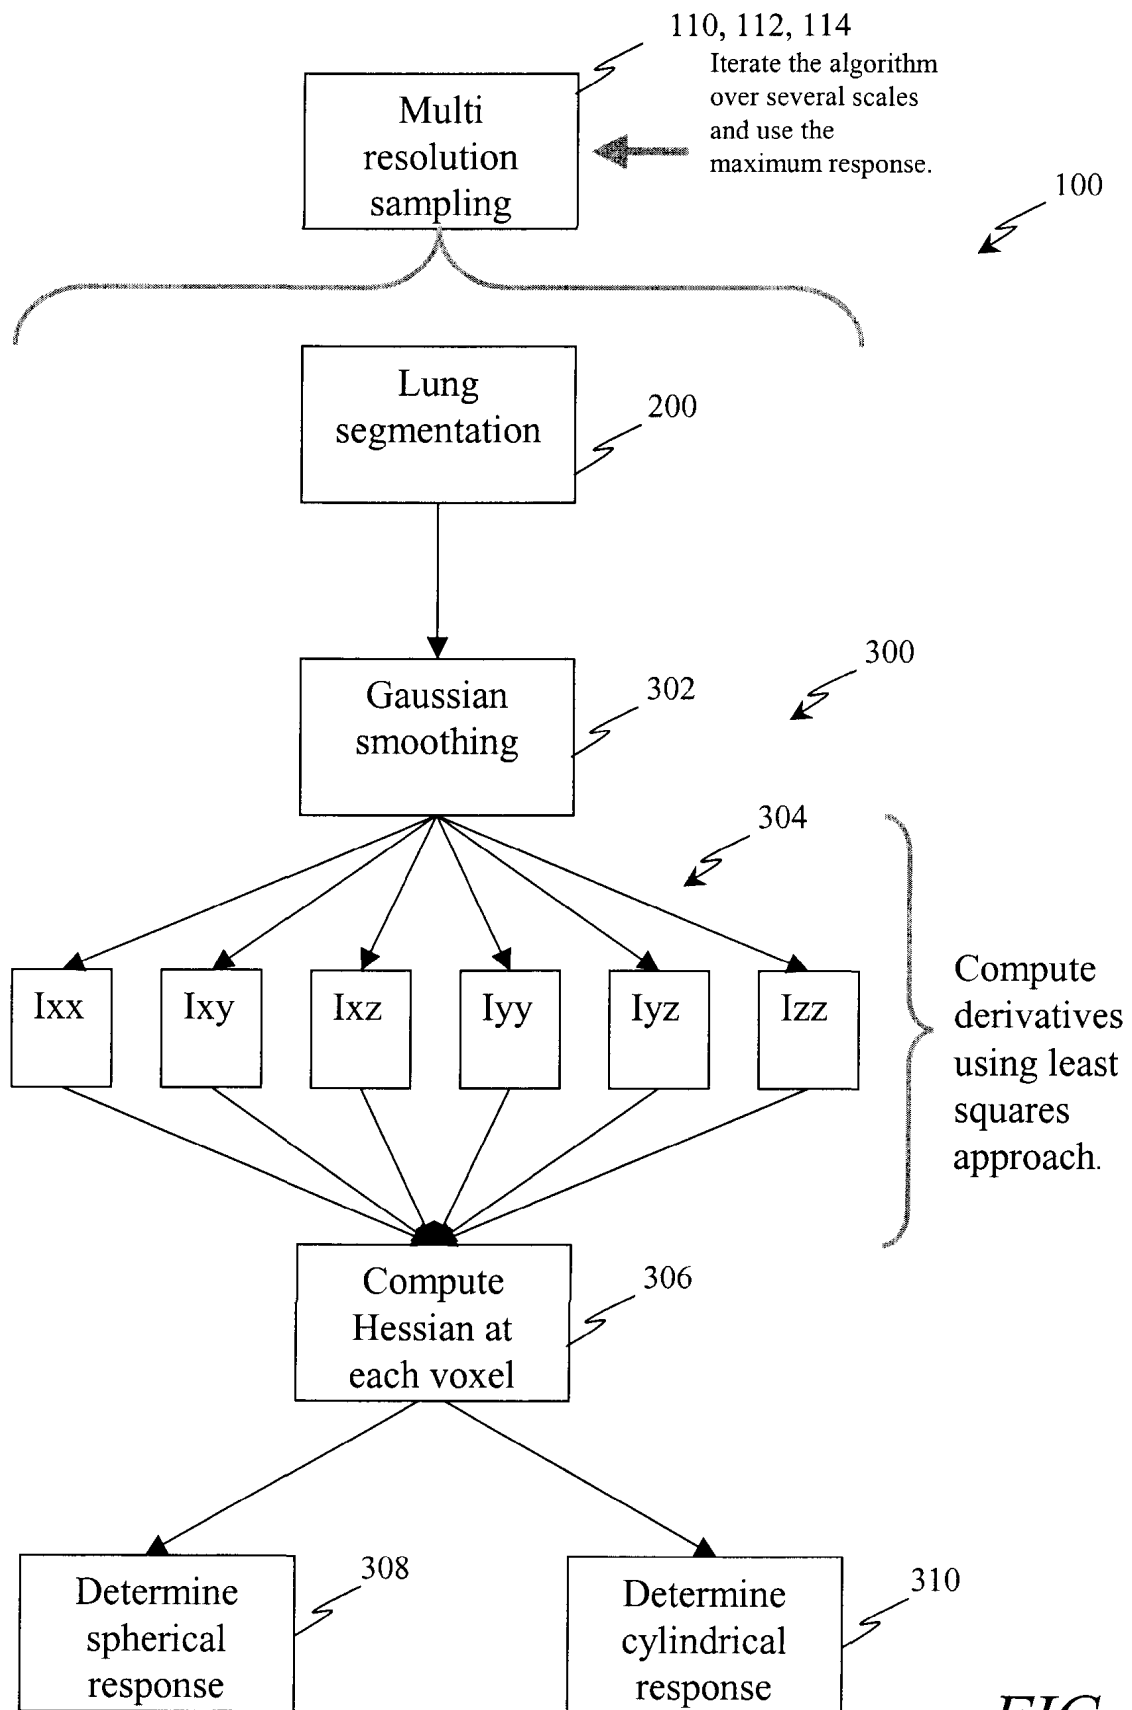 110, 112, 114
Iterate the algorithm
over several scales
and use the
maximum response.
Multi
resolution
sampling
100
Lung
segmentation
200
300
Gaussian
smoothing
302
304
Ixx
Ixy
Ixz
Iyy
Iyz
Izz
Compute
derivatives
using least
squares
approach.
Compute
Hessian at
each voxel
306
Determine
spherical
response
308
Determine
cylindrical
response
310
FIG